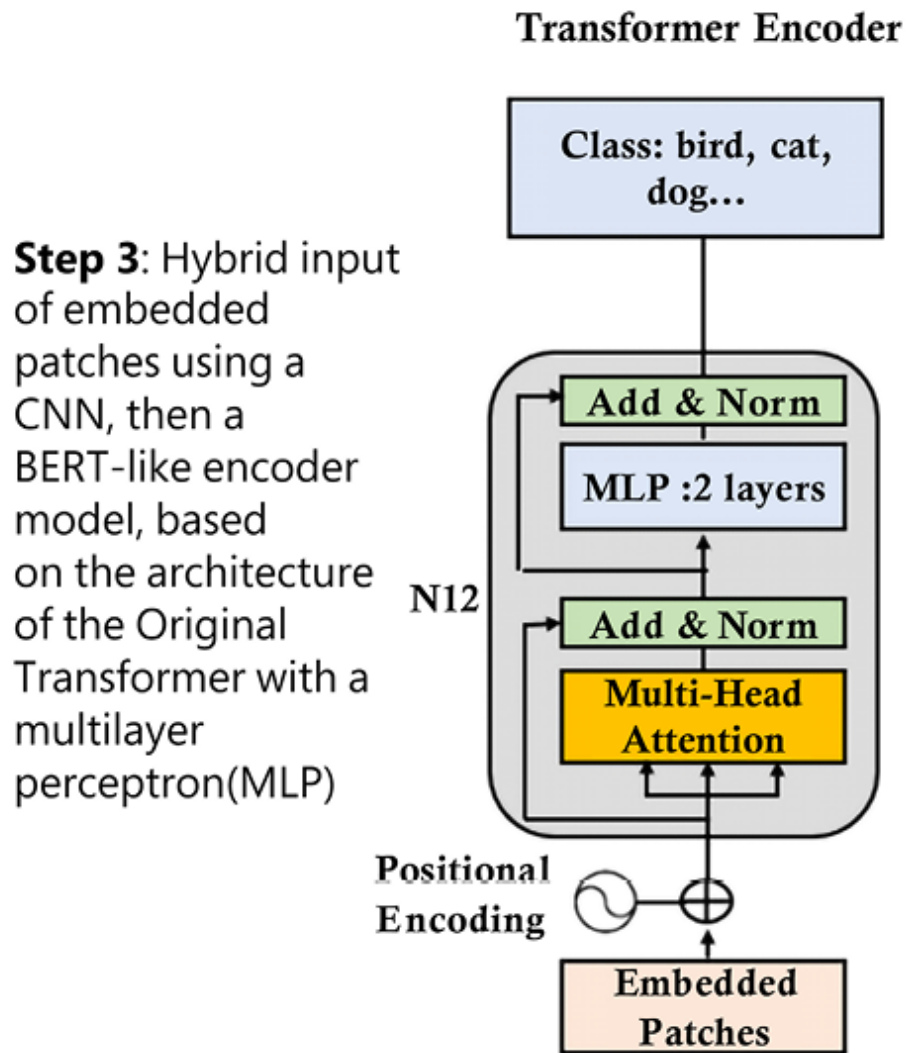 Transformer Encoder
Class: bird, cat,
dog...
Step 3: Hybrid input
of embedded
patches using a
CNN, then a
BERT-like encoder
model, based
on the architecture
of the Original
Transformer with a
multilayer
perceptron(MLP)
Add & Norm
MLP :2 layers
N12
Add & Norm
Multi-Head
Attention
Positional
Encoding
Embedded
Patches